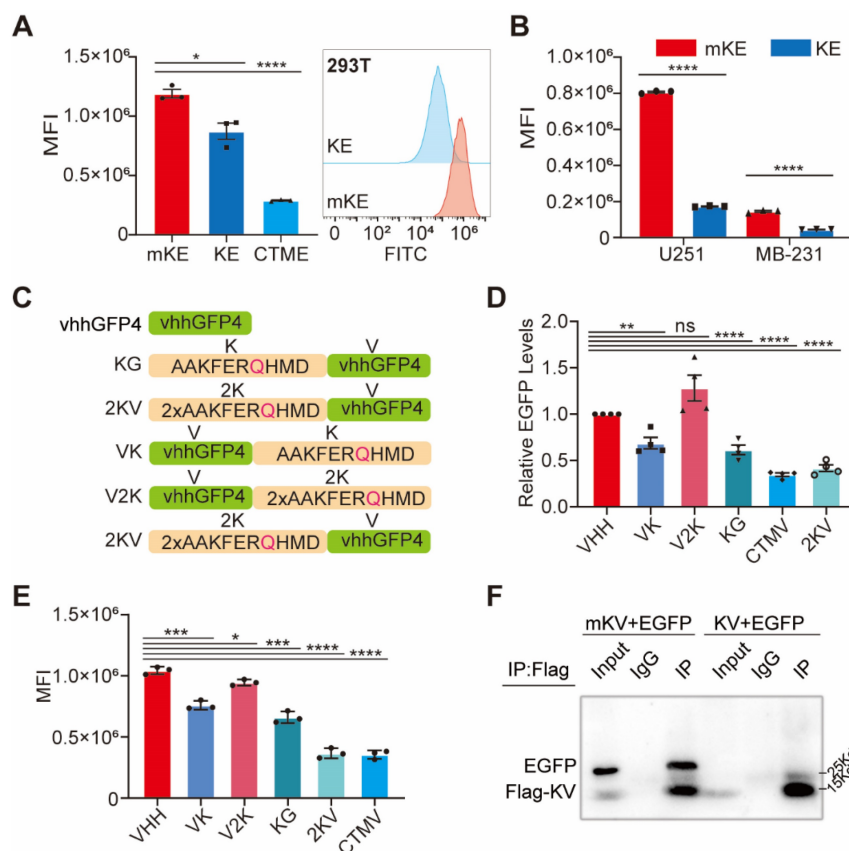 A
MFI
1.5×10⁶
1.0×10⁶
0.5×10⁶
0
*
****
mKE KE CTME
293T
KE
mKE
0 10² 10⁴ 10⁶
FITC
B
mKE KE
MFI
1.0×10⁶
0.8×10⁶
0.6×10⁶
0.4×10⁶
0.2×10⁶
0
****
****
U251 MB-231
C
vhhGFP4 vhhGFP4
K V
KG AAKFERQHMD vhhGFP4
2K V
2KV 2xAAKFERQHMD vhhGFP4
V K
VK vhhGFP4 AAKFERQHMD
V 2K
V2K vhhGFP4 2xAAKFERQHMD
2K V
2KV 2xAAKFERQHMD vhhGFP4
D
Relative EGFP Levels
2.0
1.5
1.0
0.5
0.0
** ns **** **** ****
VHH VK V2K KG CTMV 2KV
E
MFI
1.5×10⁶
1.0×10⁶
0.5×10⁶
0
*** * *** **** ****
VHH VK V2K KG 2KV CTMV
F
mKV+EGFP KV+EGFP
IP:Flag Input IgG IP Input IgG IP
EGFP
Flag-KV